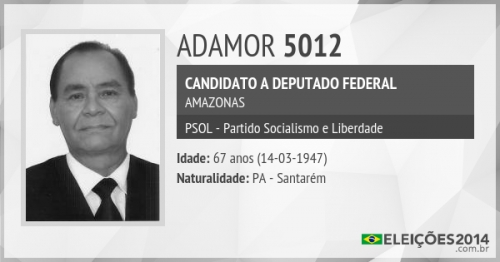 ADAMOR 5012
CANDIDATO A DEPUTADO FEDERAL
AMAZONAS
PSOL - Partido Socialismo e Liberdade
Idade: 67 anos (14-03-1947)
Naturalidade: PA - Santarém
ELEIÇÕES2014
.com.br